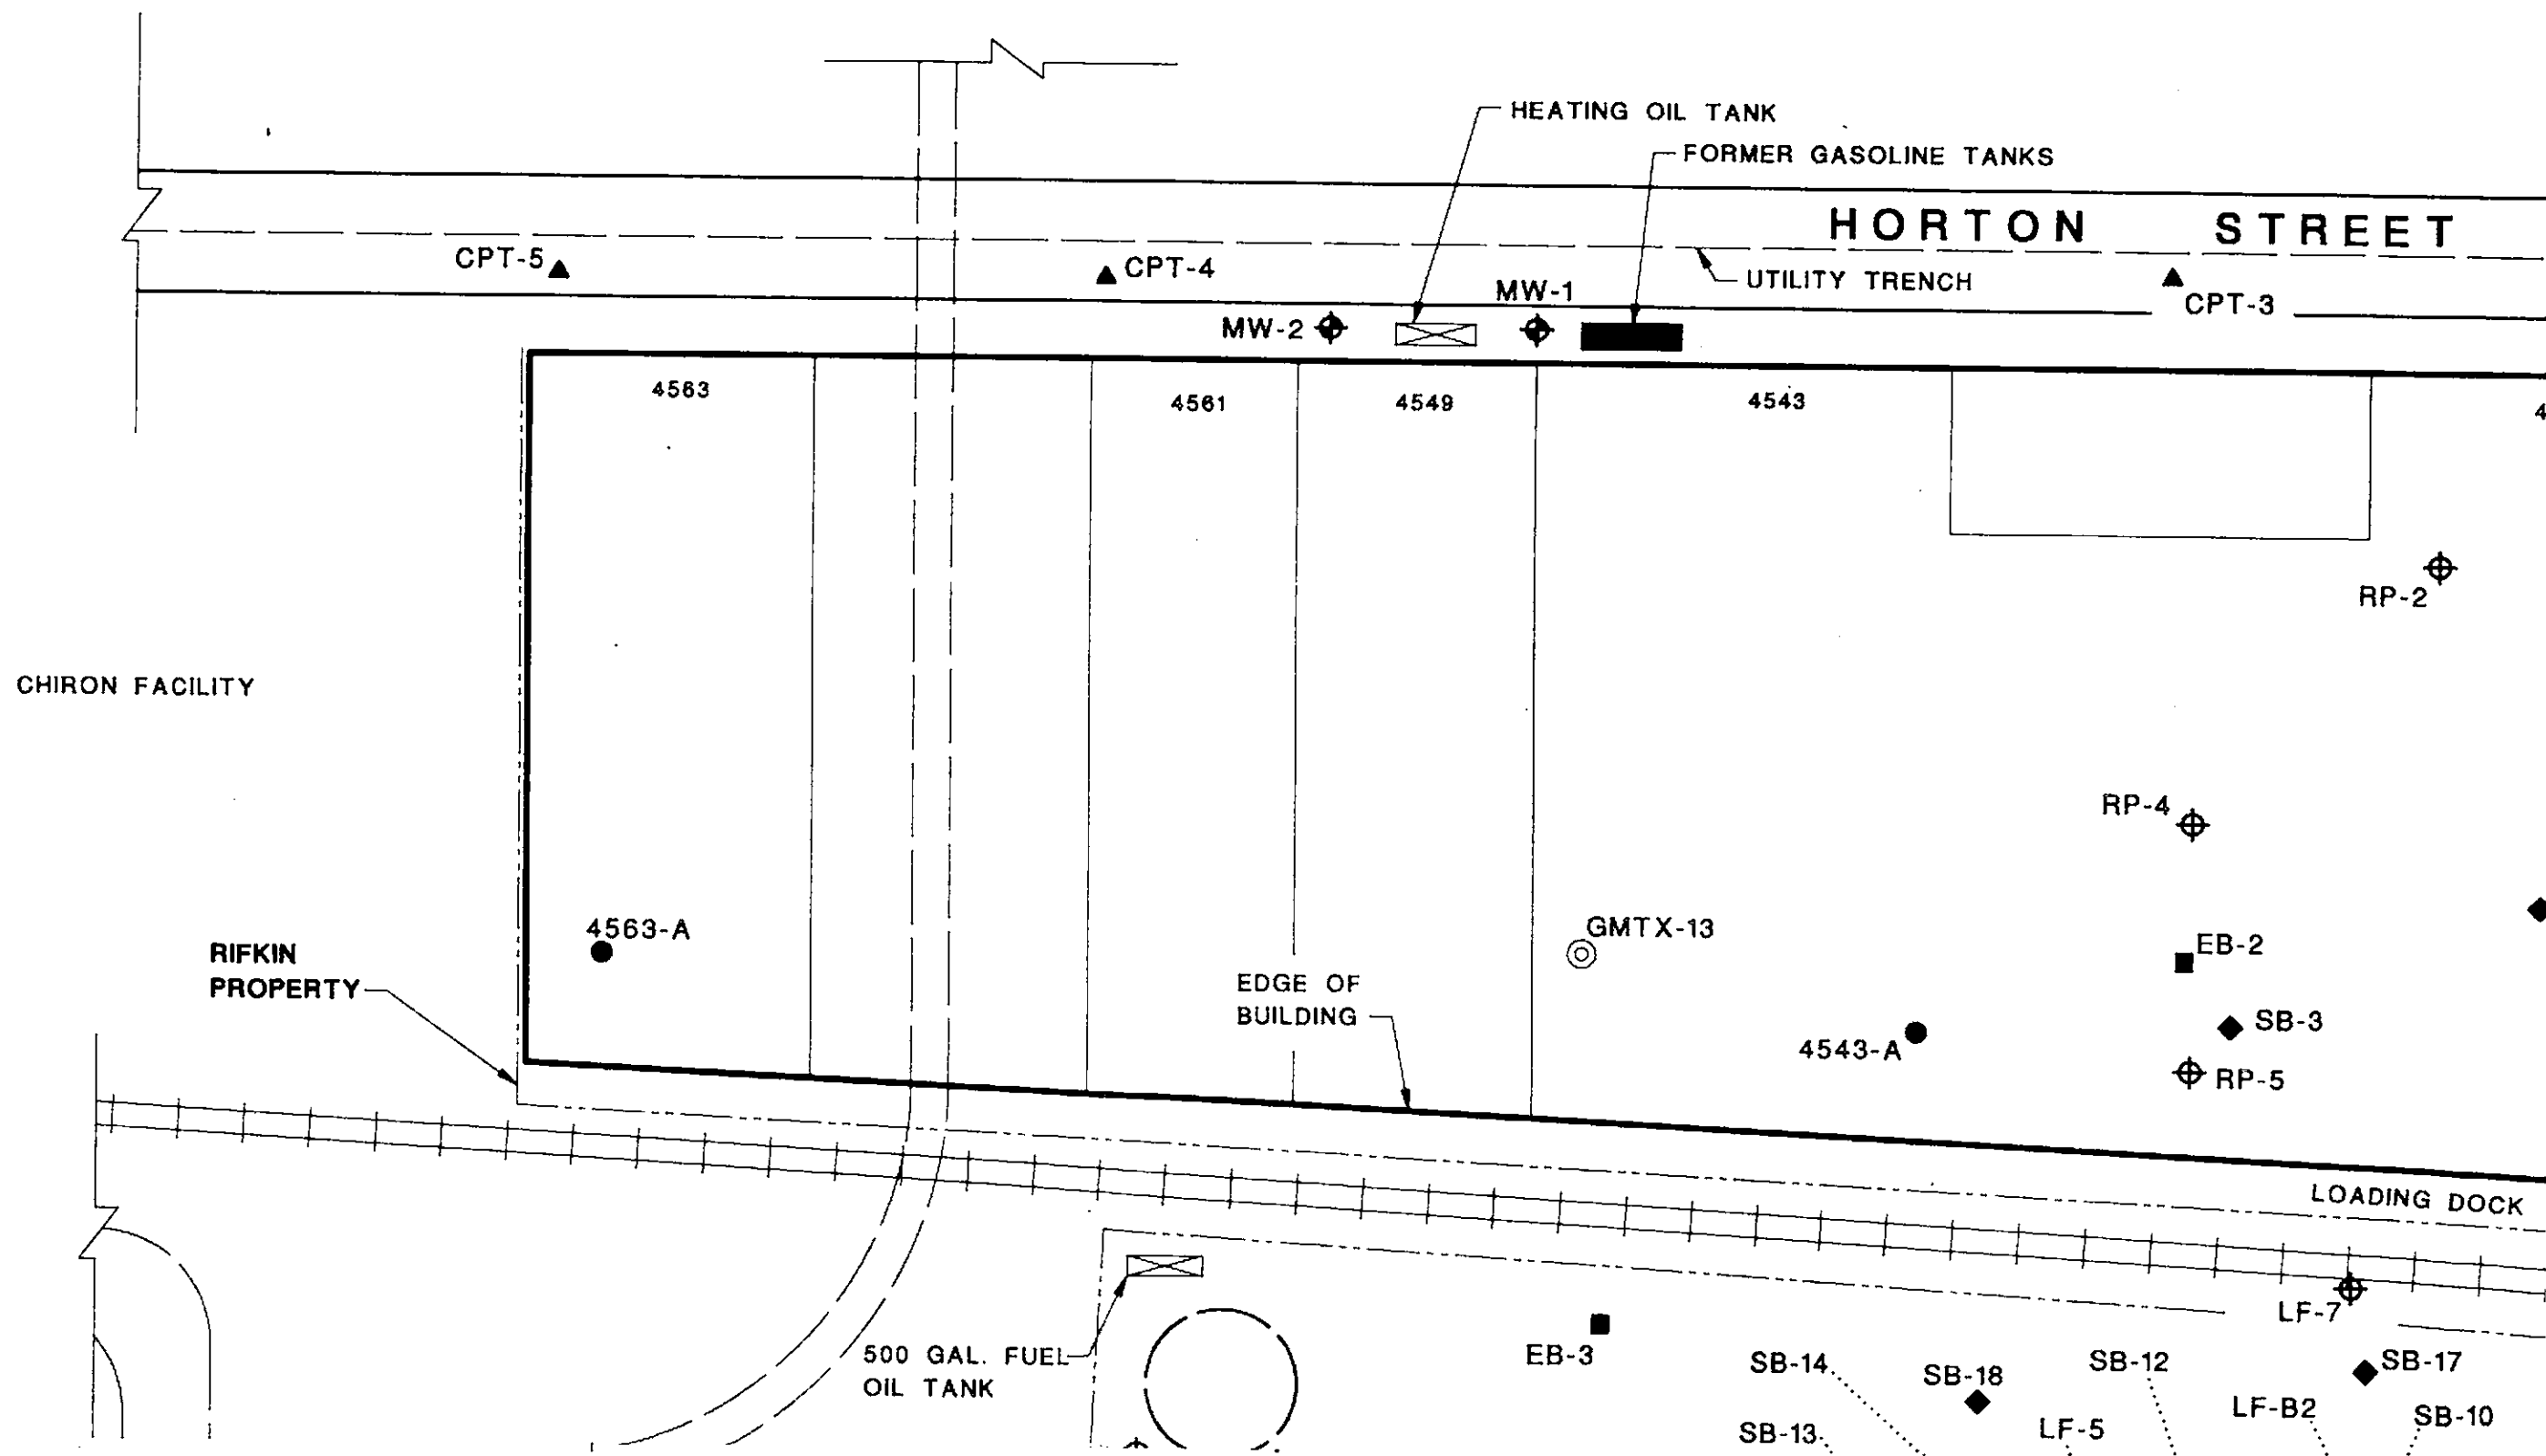 HEATING OIL TANK
FORMER GASOLINE TANKS
HORTON STREET
CPT-5
CPT-4
UTILITY TRENCH
MW-1
CPT-3
MW-2
4563
4561
4549
4543
4
RP-2
CHIRON FACILITY
RP-4
4563-A
GMTX-13
EB-2
RIFKIN
PROPERTY
EDGE OF
BUILDING
SB-3
4543-A
RP-5
LOADING DOCK
LF-7
500 GAL. FUEL
OIL TANK
EB-3
SB-14
SB-18
SB-12
SB-17
LF-B2
SB-10
SB-13
LF-5